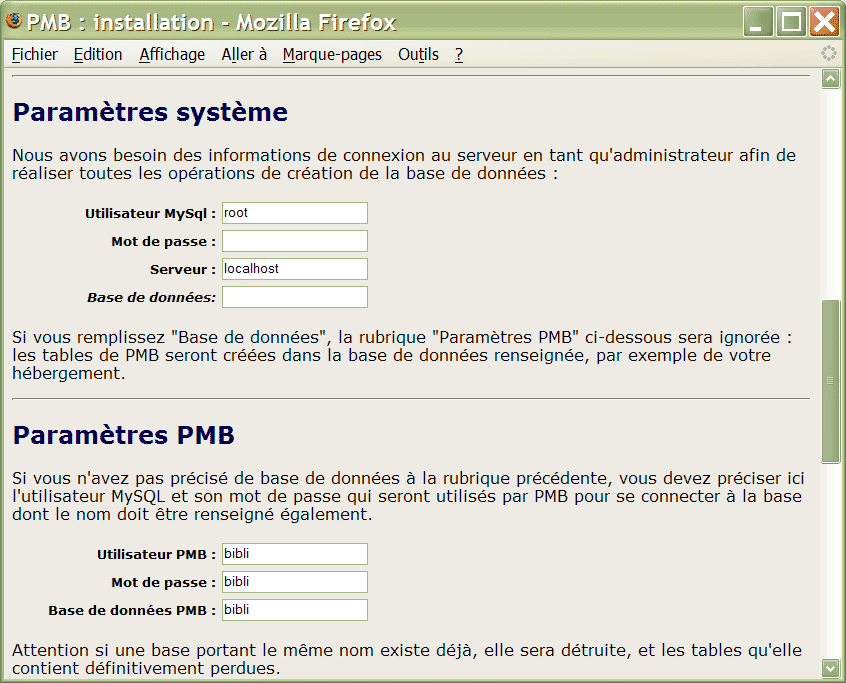 PMB : installation - Mozilla Firefox
Fichier Edition Affichage Aller à Marque-pages Outils ?
Paramètres système
Nous avons besoin des informations de connexion au serveur en tant qu'administrateur afin de
réaliser toutes les opérations de création de la base de données :
Utilisateur MySql : root
Mot de passe :
Serveur : localhost
Base de données:
Si vous remplissez "Base de données", la rubrique "Paramètres PMB" ci-dessous sera ignorée :
les tables de PMB seront créées dans la base de données renseignée, par exemple de votre
hébergement.
Paramètres PMB
Si vous n'avez pas précisé de base de données à la rubrique précédente, vous devez préciser ici
l'utilisateur MySQL et son mot de passe qui seront utilisés par PMB pour se connecter à la base
dont le nom doit être renseigné également.
Utilisateur PMB : bibli
Mot de passe : bibli
Base de données PMB : bibli
Attention si une base portant le même nom existe déjà, elle sera détruite, et les tables qu'elle
contient définitivement perdues.